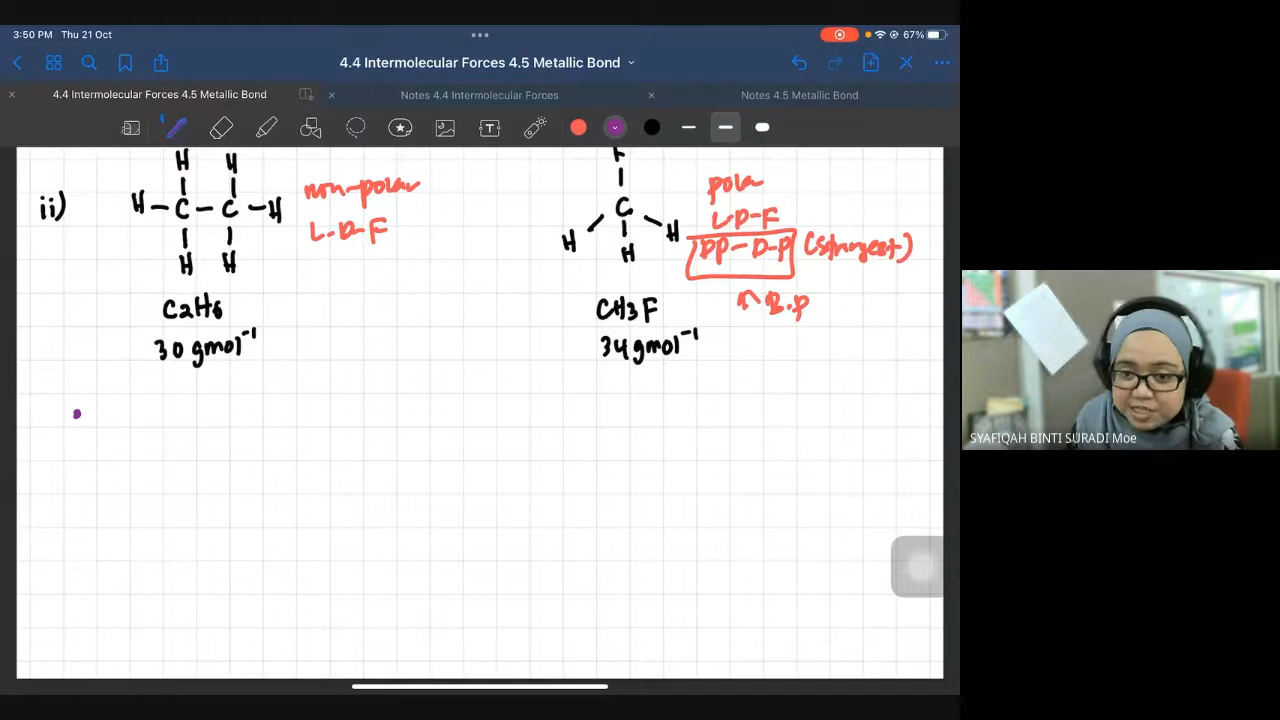 3:50 PM Thu 21 Oct
67%
4.4 Intermolecular Forces 4.5 Metallic Bond
4.4 Intermolecular Forces 4.5 Metallic Bond
Notes 4.4 Intermolecular Forces
Notes 4.5 Metallic Bond
H H
ii) H-C-C-H
H H
non-polar
L-D-F
C2H6
30 gmol-1
F
C
H H
H
pola
L-D-F
DP-D-P (strongest)
↑ B.p
CH3F
34 gmol-1
SYAFIQAH BINTI SURADI Moe